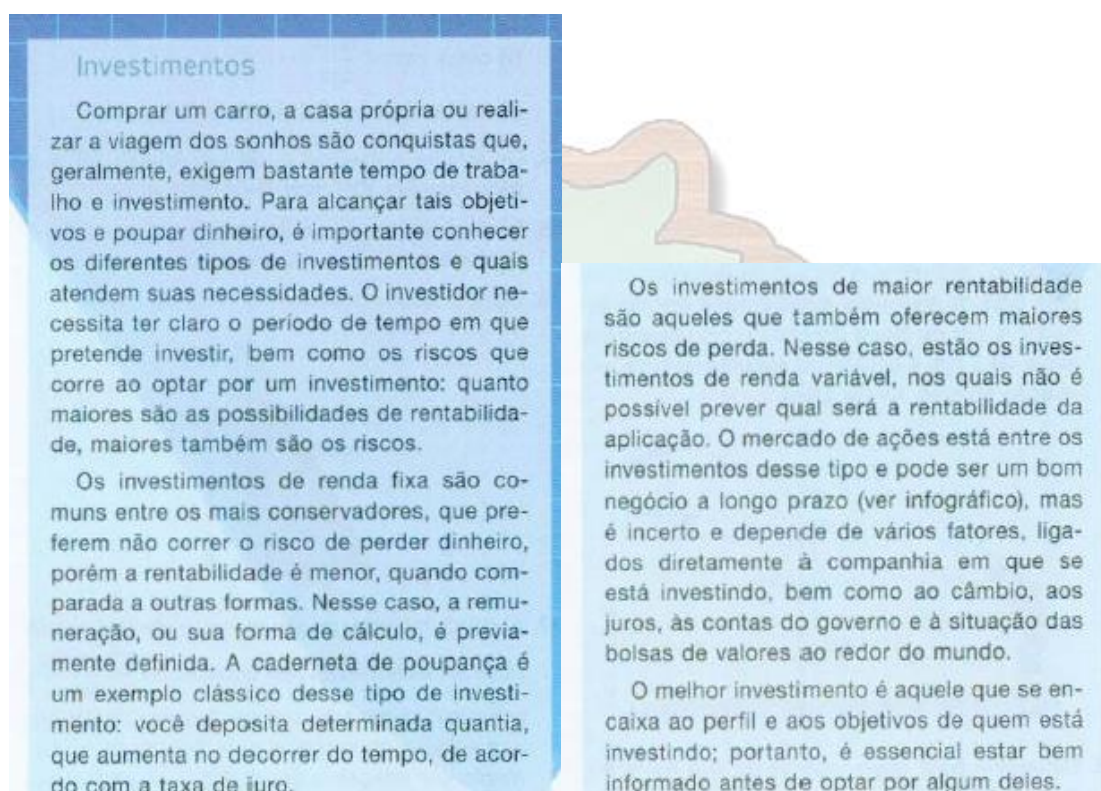 Investimentos
Comprar um carro, a casa própria ou reali-
zar a viagem dos sonhos são conquistas que,
geralmente, exigem bastante tempo de traba-
lho e investimento. Para alcançar tais objeti-
vos e poupar dinheiro, é importante conhecer
os diferentes tipos de investimentos e quais
atendem suas necessidades. O investidor ne-
cessita ter claro o período de tempo em que
pretende investir, bem como os riscos que
corre ao optar por um investimento: quanto
maiores são as possibilidades de rentabilida-
de, maiores também são os riscos.
Os investimentos de renda fixa são co-
muns entre os mais conservadores, que pre-
ferem não correr o risco de perder dinheiro,
porém a rentabilidade é menor, quando com-
parada a outras formas. Nesse caso, a remu-
neração, ou sua forma de cálculo, é previa-
mente definida. A caderneta de poupança é
um exemplo clássico desse tipo de investi-
mento: você deposita determinada quantia,
que aumenta no decorrer do tempo, de acor-
do com a taxa de juro.
Os investimentos de maior rentabilidade
são aqueles que também oferecem maiores
riscos de perda. Nesse caso, estão os inves-
timentos de renda variável, nos quais não é
possível prever qual será a rentabilidade da
aplicação. O mercado de ações está entre os
investimentos desse tipo e pode ser um bom
negócio a longo prazo (ver infográfico), mas
é incerto e depende de vários fatores, liga-
dos diretamente à companhia em que se
está investindo, bem como ao câmbio, aos
juros, às contas do governo e à situação das
bolsas de valores ao redor do mundo.
O melhor investimento é aquele que se en-
caixa ao perfil e aos objetivos de quem está
investindo; portanto, é essencial estar bem
informado antes de optar por algum deles.